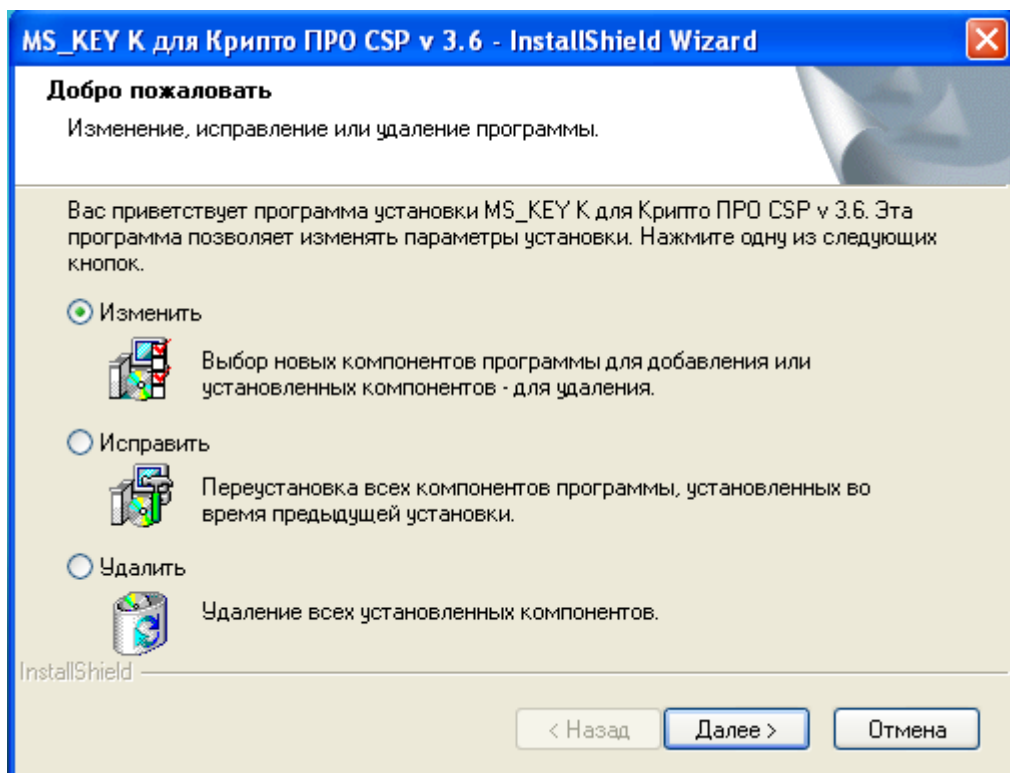 MS_KEY K для Крипто ПРО CSP v 3.6 - InstallShield Wizard
Добро пожаловать
Изменение, исправление или удаление программы.
Вас приветствует программа установки MS_KEY K для Крипто ПРО CSP v 3.6. Эта
программа позволяет изменять параметры установки. Нажмите одну из следующих
кнопок.
Изменить
Выбор новых компонентов программы для добавления или
установленных компонентов - для удаления.
Исправить
Переустановка всех компонентов программы, установленных во
время предыдущей установки.
Удалить
Удаление всех установленных компонентов.
InstallShield
< Назад Далее > Отмена